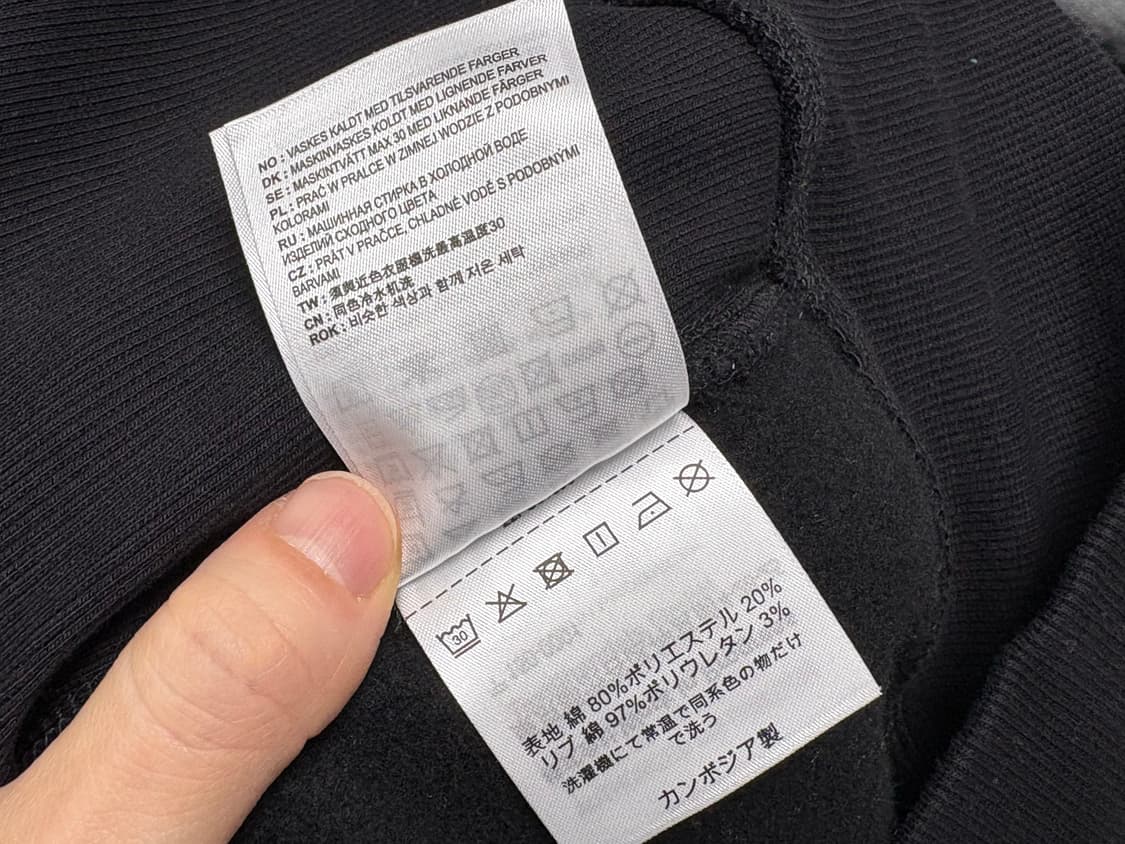 NO : VASKES KALDT MED TILSVARENDE FARGER
DK : MASKINVASKES KOLDT MED LIGNENDE FARVER
SE : MASKINTVÄTT MAX 30 MED LIKNANDE FÄRGER
PL : PRAĆ W PRALCE W ZIMNEJ WODZIE Z PODOBNYMI
KOLORAMI
RU : МАШИННАЯ СТИРКА В ХОЛОДНОЙ ВОДЕ
ИЗДЕЛИЙ СХОДНОГО ЦВЕТА
CZ : PRÁT V PRAČCE, CHLADNÉ VODĚ S PODOBNÝMI
BARVAMI
TW : 須與近色衣服機洗最高溫度30
CN : 同色冷水机洗
ROK : 비슷한 색상과 함께 저온 세탁
30
表地 綿 80%ポリエステル 20%
リブ 綿 97%ポリウレタン 3%
洗濯機にて常温で同系色の物だけ
で洗う
カンボジア製